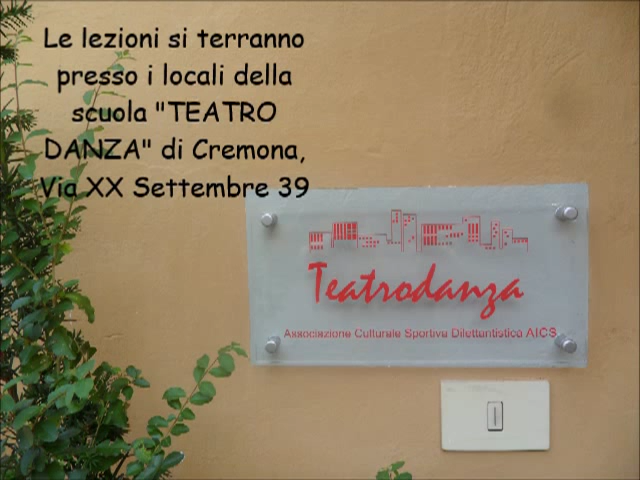 Le lezioni si terranno
presso i locali della
scuola "TEATRO
DANZA" di Cremona,
Via XX Settembre 39
Teatrodanza
Associazione Culturale Sportiva Dilettantistica AICS